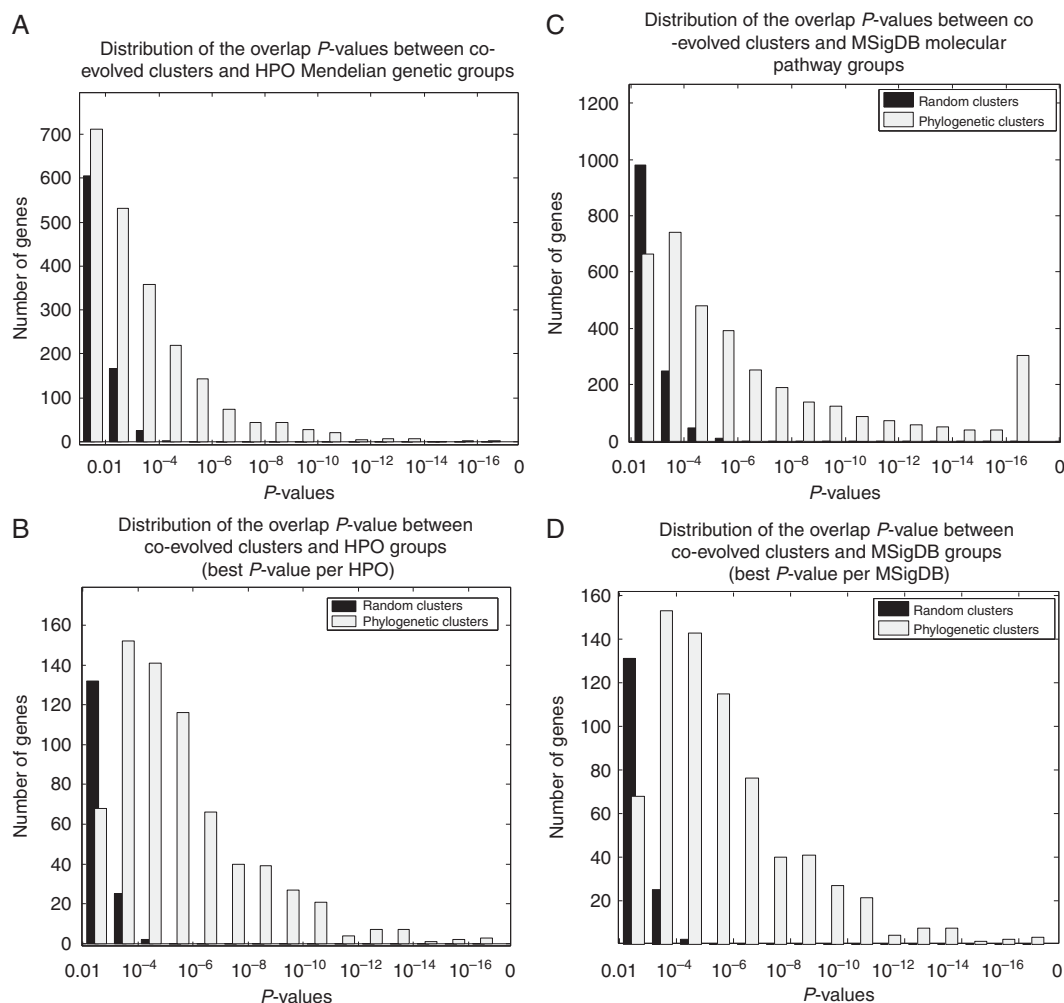 A
Distribution of the overlap P-values between co-
evolved clusters and HPO Mendelian genetic groups
Number of genes
700
600
500
400
300
200
100
0
0.01 10⁻⁴ 10⁻⁶ 10⁻⁸ 10⁻¹⁰ 10⁻¹² 10⁻¹⁴ 10⁻¹⁶ 0
P-values
B
Distribution of the overlap P-value between
co-evolved clusters and HPO groups
(best P-value per HPO)
Random clusters
Phylogenetic clusters
Number of genes
160
140
120
100
80
60
40
20
0
0.01 10⁻⁴ 10⁻⁶ 10⁻⁸ 10⁻¹⁰ 10⁻¹² 10⁻¹⁴ 10⁻¹⁶ 0
P-values
C
Distribution of the overlap P-values between co
-evolved clusters and MSigDB molecular
pathway groups
Random clusters
Phylogenetic clusters
Number of genes
1200
1000
800
600
400
200
0
0.01 10⁻⁴ 10⁻⁶ 10⁻⁸ 10⁻¹⁰ 10⁻¹² 10⁻¹⁴ 10⁻¹⁶ 0
P-values
D
Distribution of the overlap P-value between
co-evolved clusters and MSigDB groups
(best P-value per MSigDB)
Random clusters
Phylogenetic clusters
Number of genes
160
140
120
100
80
60
40
20
0.01 10⁻⁴ 10⁻⁶ 10⁻⁸ 10⁻¹⁰ 10⁻¹² 10⁻¹⁴ 10⁻¹⁶ 0
P-values